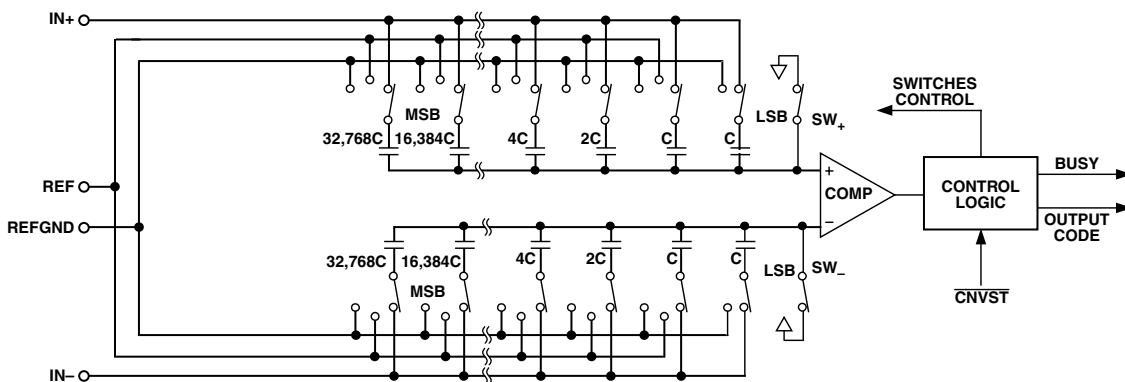 IN+
SWITCHES
CONTROL
MSB
LSB
SW+
32,768C 16,384C 4C 2C C C
REF
REFGND
+
COMP
–
CONTROL
LOGIC
BUSY
OUTPUT
CODE
32,768C 16,384C 4C 2C C C
LSB
SW–
MSB
CNVST
IN–